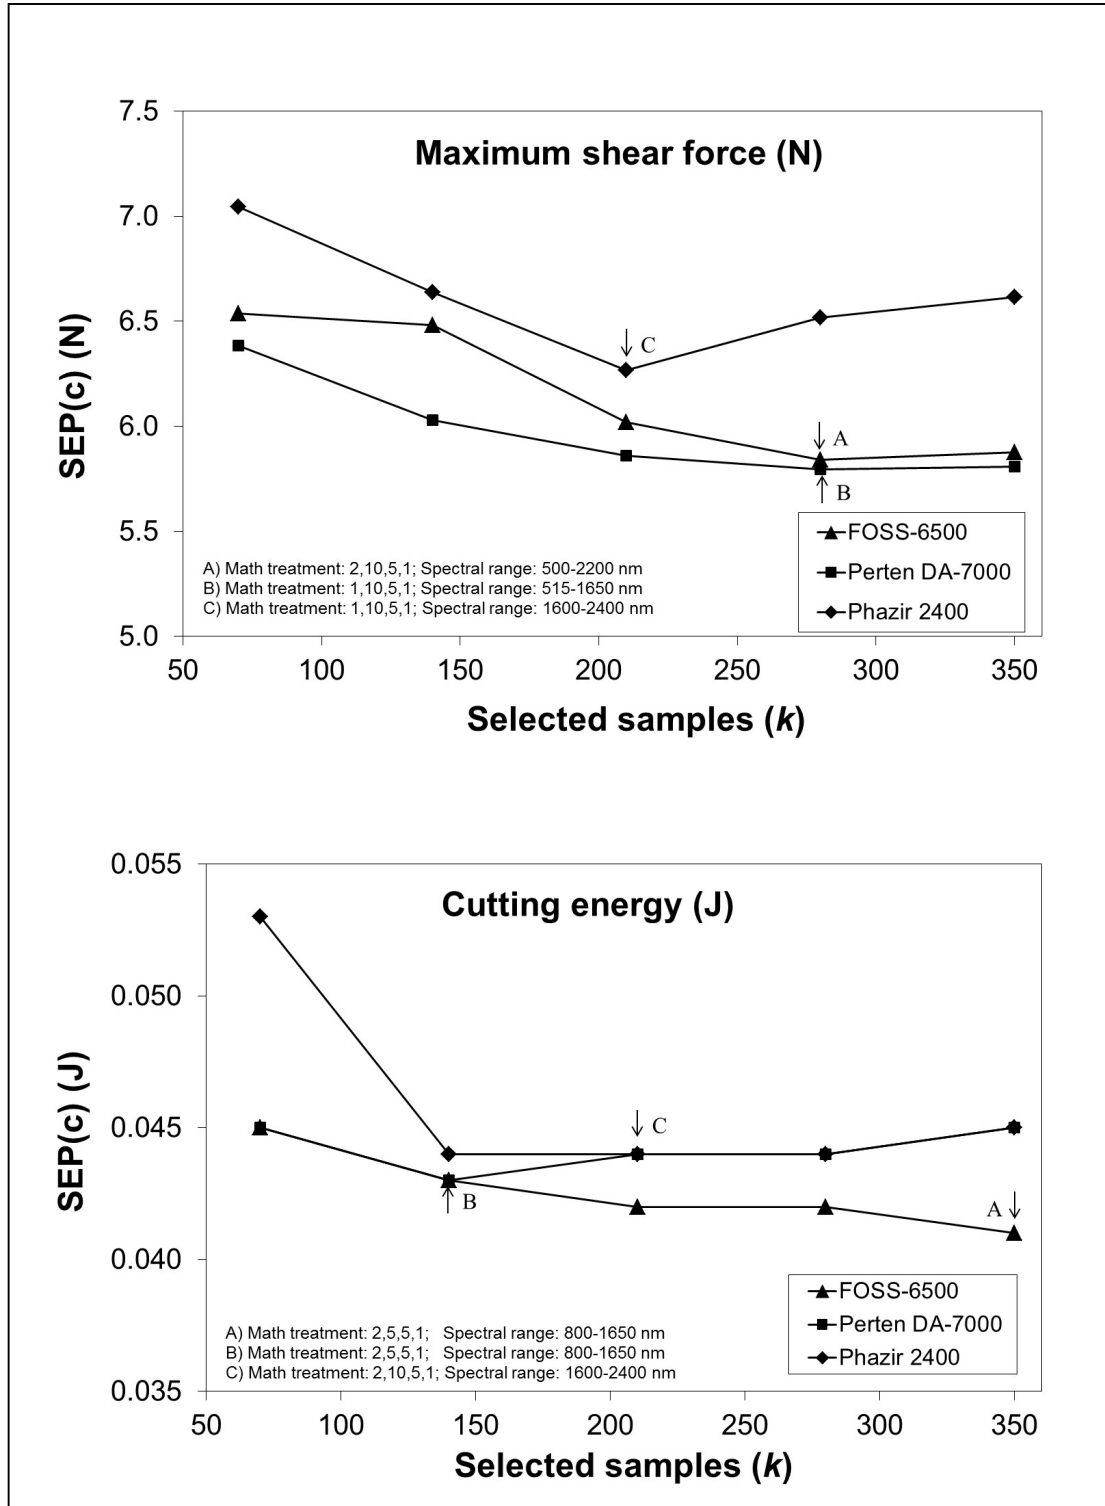 Maximum shear force (N)
SEP(c) (N)
7.5
7.0
6.5
6.0
5.5
5.0
C
A
B
FOSS-6500
Perten DA-7000
Phazir 2400
A) Math treatment: 2,10,5,1; Spectral range: 500-2200 nm
B) Math treatment: 1,10,5,1; Spectral range: 515-1650 nm
C) Math treatment: 1,10,5,1; Spectral range: 1600-2400 nm
50 100 150 200 250 300 350
Selected samples (k)
Cutting energy (J)
SEP(c) (J)
0.055
0.050
0.045
0.040
0.035
C
B
A
FOSS-6500
Perten DA-7000
Phazir 2400
A) Math treatment: 2,5,5,1; Spectral range: 800-1650 nm
B) Math treatment: 2,5,5,1; Spectral range: 800-1650 nm
C) Math treatment: 2,10,5,1; Spectral range: 1600-2400 nm
50 100 150 200 250 300 350
Selected samples (k)